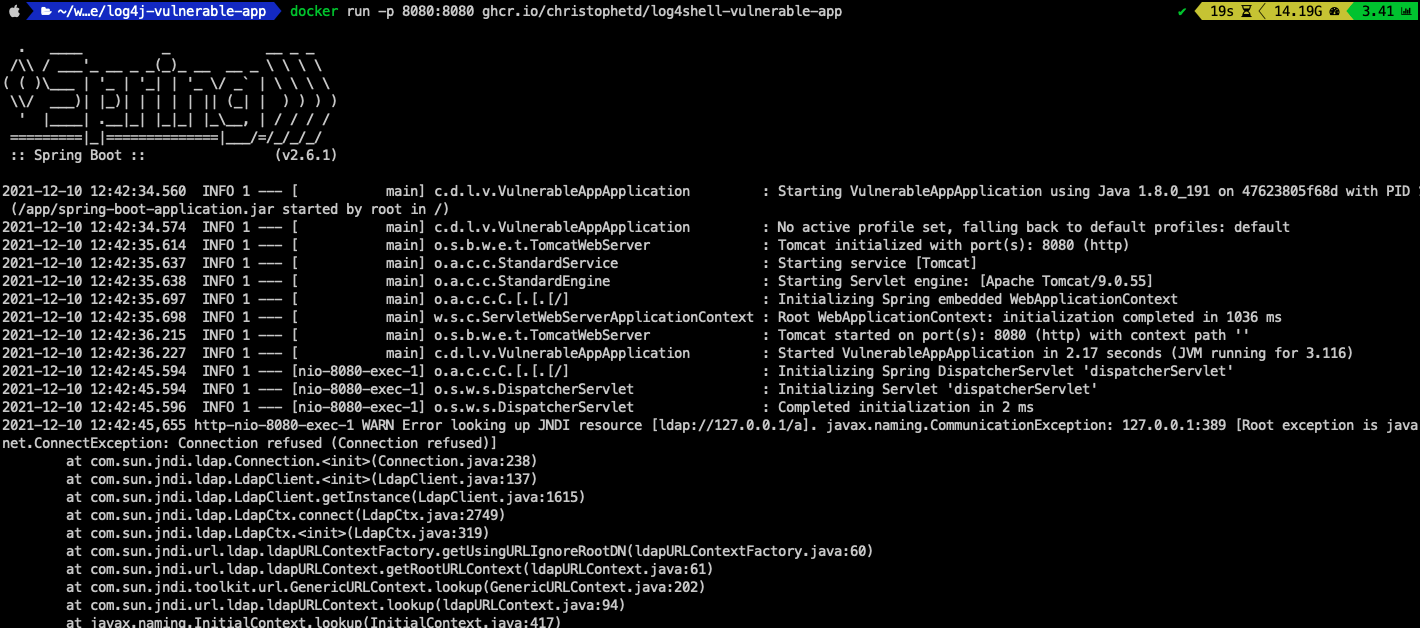 ~/w…e/log4j-vulnerable-app docker run -p 8080:8080 ghcr.io/christophetd/log4shell-vulnerable-app ✔ 19s 14.19G 3.41
  .   ____          _            __ _ _
 /\\ / ___'_ __ _ _(_)_ __  __ _ \ \ \ \
( ( )\___ | '_ | '_| | '_ \/ _` | \ \ \ \
 \\/  ___)| |_)| | | | | || (_| |  ) ) ) )
  '  |____| .__|_| |_|_| |_\__, | / / / /
 =========|_|==============|___/=/_/_/_/
 :: Spring Boot ::                (v2.6.1)
2021-12-10 12:42:34.560  INFO 1 --- [           main] c.d.l.v.VulnerableAppApplication         : Starting VulnerableAppApplication using Java 1.8.0_191 on 47623805f68d with PID
 (/app/spring-boot-application.jar started by root in /)
2021-12-10 12:42:34.574  INFO 1 --- [           main] c.d.l.v.VulnerableAppApplication         : No active profile set, falling back to default profiles: default
2021-12-10 12:42:35.614  INFO 1 --- [           main] o.s.b.w.e.t.TomcatWebServer              : Tomcat initialized with port(s): 8080 (http)
2021-12-10 12:42:35.637  INFO 1 --- [           main] o.a.c.c.StandardService                  : Starting service [Tomcat]
2021-12-10 12:42:35.638  INFO 1 --- [           main] o.a.c.c.StandardEngine                   : Starting Servlet engine: [Apache Tomcat/9.0.55]
2021-12-10 12:42:35.697  INFO 1 --- [           main] o.a.c.c.C.[.[.[/]                        : Initializing Spring embedded WebApplicationContext
2021-12-10 12:42:35.698  INFO 1 --- [           main] w.s.c.ServletWebServerApplicationContext : Root WebApplicationContext: initialization completed in 1036 ms
2021-12-10 12:42:36.215  INFO 1 --- [           main] o.s.b.w.e.t.TomcatWebServer              : Tomcat started on port(s): 8080 (http) with context path ''
2021-12-10 12:42:36.227  INFO 1 --- [           main] c.d.l.v.VulnerableAppApplication         : Started VulnerableAppApplication in 2.17 seconds (JVM running for 3.116)
2021-12-10 12:42:45.594  INFO 1 --- [nio-8080-exec-1] o.a.c.c.C.[.[.[/]                        : Initializing Spring DispatcherServlet 'dispatcherServlet'
2021-12-10 12:42:45.594  INFO 1 --- [nio-8080-exec-1] o.s.w.s.DispatcherServlet                : Initializing Servlet 'dispatcherServlet'
2021-12-10 12:42:45.596  INFO 1 --- [nio-8080-exec-1] o.s.w.s.DispatcherServlet                : Completed initialization in 2 ms
2021-12-10 12:42:45,655 http-nio-8080-exec-1 WARN Error looking up JNDI resource [ldap://127.0.0.1/a]. javax.naming.CommunicationException: 127.0.0.1:389 [Root exception is java
net.ConnectException: Connection refused (Connection refused)]
        at com.sun.jndi.ldap.Connection.<init>(Connection.java:238)
        at com.sun.jndi.ldap.LdapClient.<init>(LdapClient.java:137)
        at com.sun.jndi.ldap.LdapClient.getInstance(LdapClient.java:1615)
        at com.sun.jndi.ldap.LdapCtx.connect(LdapCtx.java:2749)
        at com.sun.jndi.ldap.LdapCtx.<init>(LdapCtx.java:319)
        at com.sun.jndi.url.ldap.ldapURLContextFactory.getUsingURLIgnoreRootDN(ldapURLContextFactory.java:60)
        at com.sun.jndi.url.ldap.ldapURLContext.getRootURLContext(ldapURLContext.java:61)
        at com.sun.jndi.toolkit.url.GenericURLContext.lookup(GenericURLContext.java:202)
        at com.sun.jndi.url.ldap.ldapURLContext.lookup(ldapURLContext.java:94)
        at javax.naming.InitialContext.lookup(InitialContext.java:417)